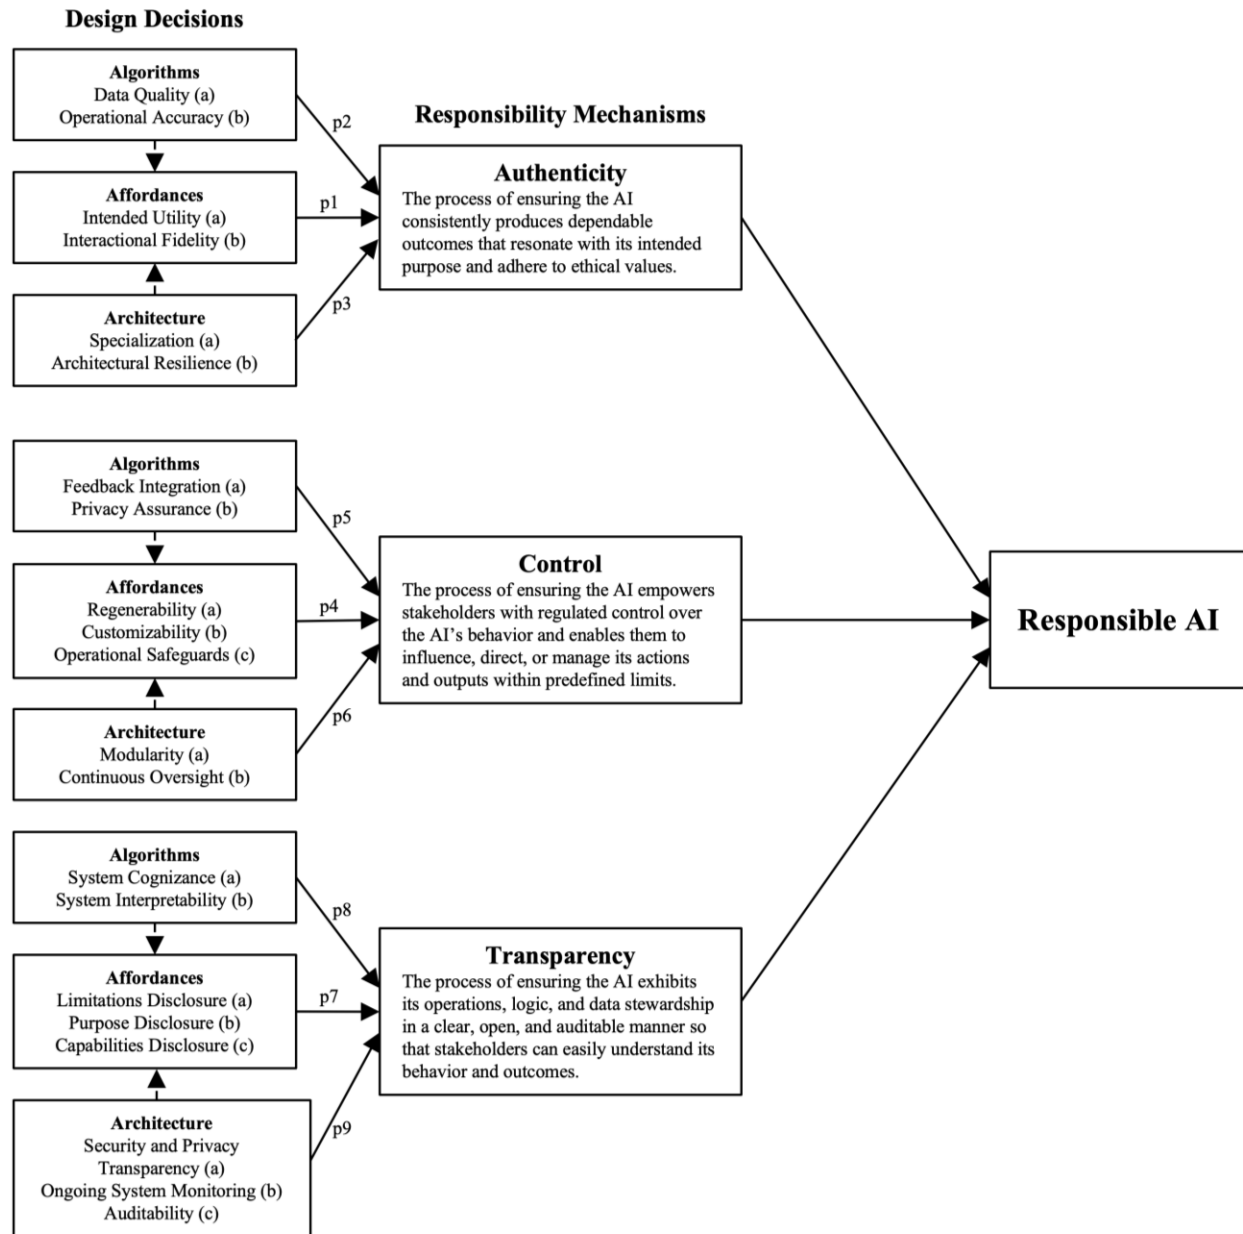 Design Decisions
Algorithms
Data Quality (a)
Operational Accuracy (b)
p2
Affordances
Intended Utility (a)
Interactional Fidelity (b)
p1
Architecture
Specialization (a)
Architectural Resilience (b)
p3
Responsibility Mechanisms
Authenticity
The process of ensuring the AI
consistently produces dependable
outcomes that resonate with its intended
purpose and adhere to ethical values.
Algorithms
Feedback Integration (a)
Privacy Assurance (b)
p5
Affordances
Regenerability (a)
Customizability (b)
Operational Safeguards (c)
p4
Architecture
Modularity (a)
Continuous Oversight (b)
p6
Control
The process of ensuring the AI empowers
stakeholders with regulated control over
the AI's behavior and enables them to
influence, direct, or manage its actions
and outputs within predefined limits.
Algorithms
System Cognizance (a)
System Interpretability (b)
p8
Affordances
Limitations Disclosure (a)
Purpose Disclosure (b)
Capabilities Disclosure (c)
p7
Architecture
Security and Privacy
Transparency (a)
Ongoing System Monitoring (b)
Auditability (c)
p9
Transparency
The process of ensuring the AI exhibits
its operations, logic, and data stewardship
in a clear, open, and auditable manner so
that stakeholders can easily understand its
behavior and outcomes.
Responsible AI